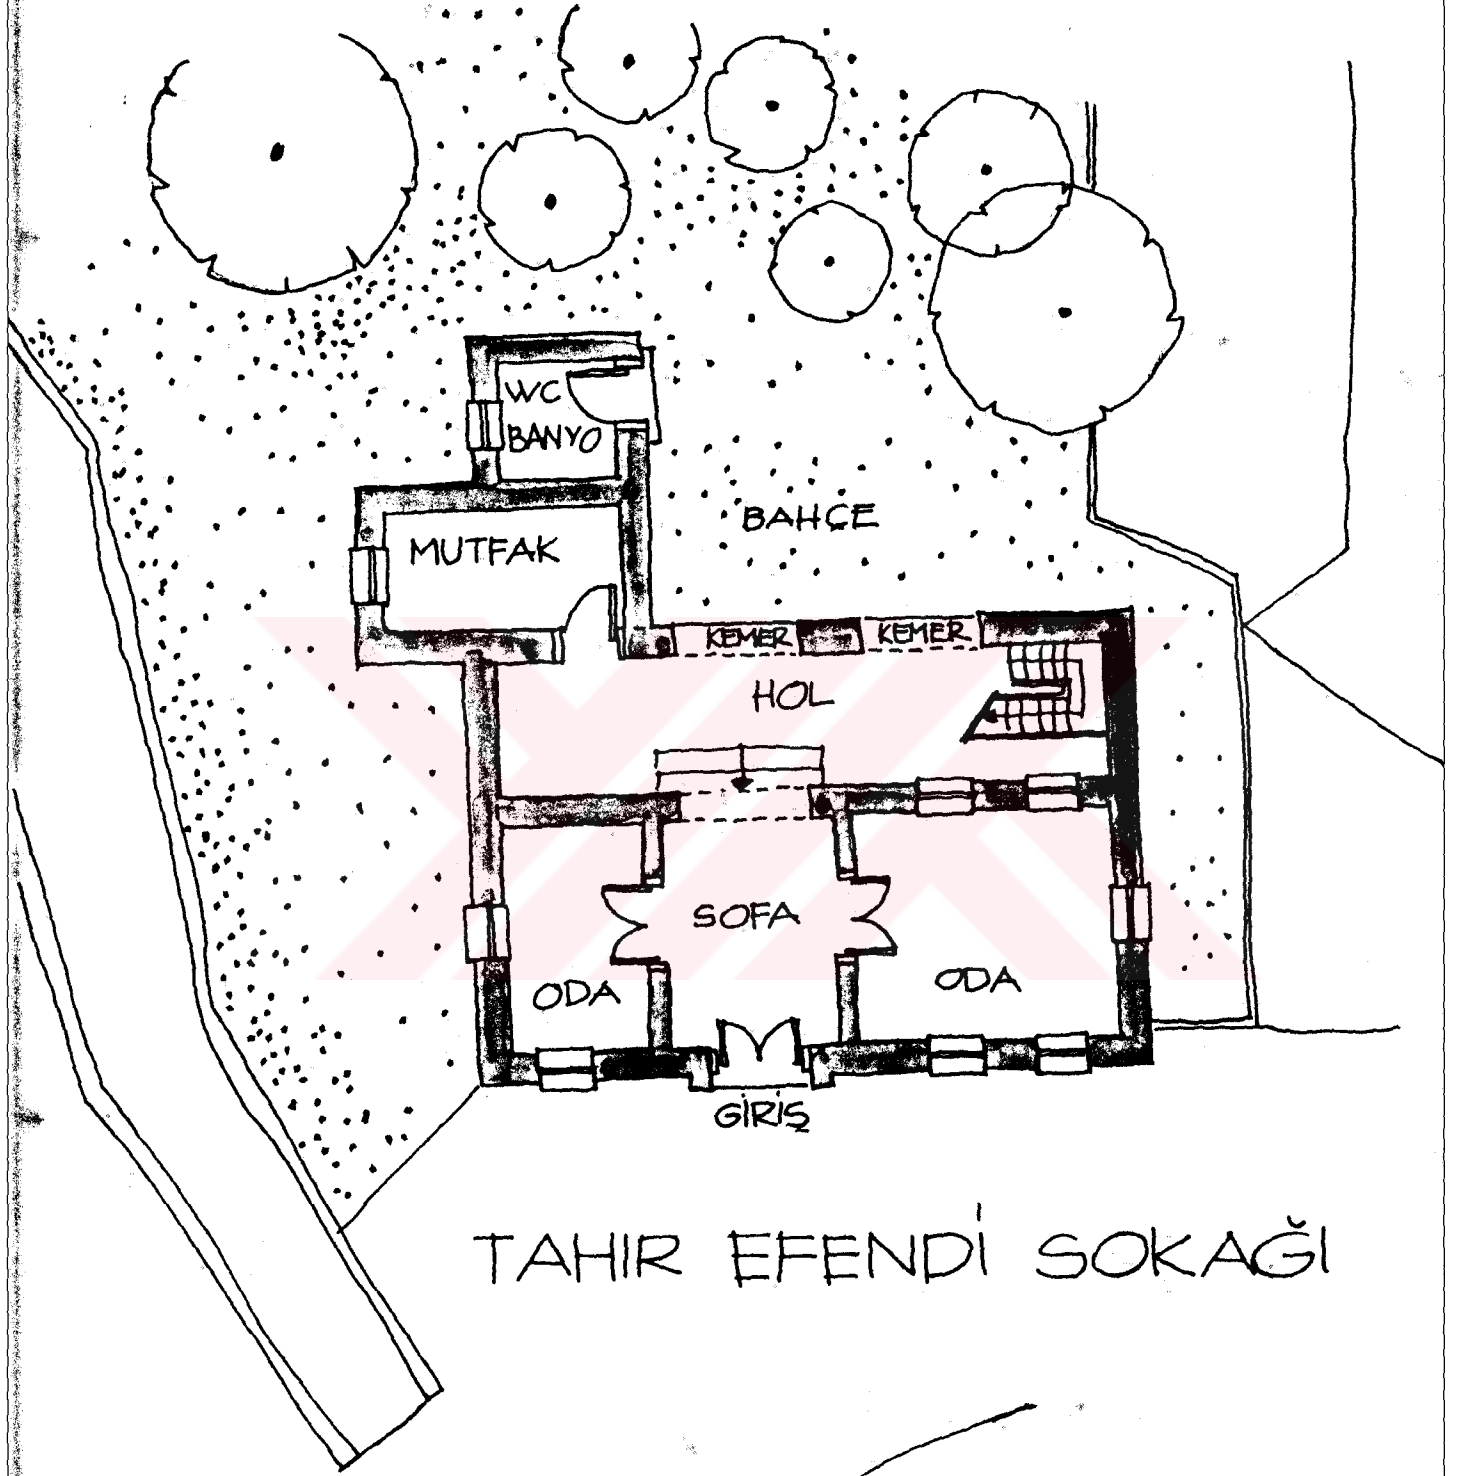 WC
BANYO
MUTFAK
BAHÇE
KEMER
KEMER
HOL
SOFA
ODA
ODA
GİRİŞ
TAHIR EFENDİ SOKAĞI